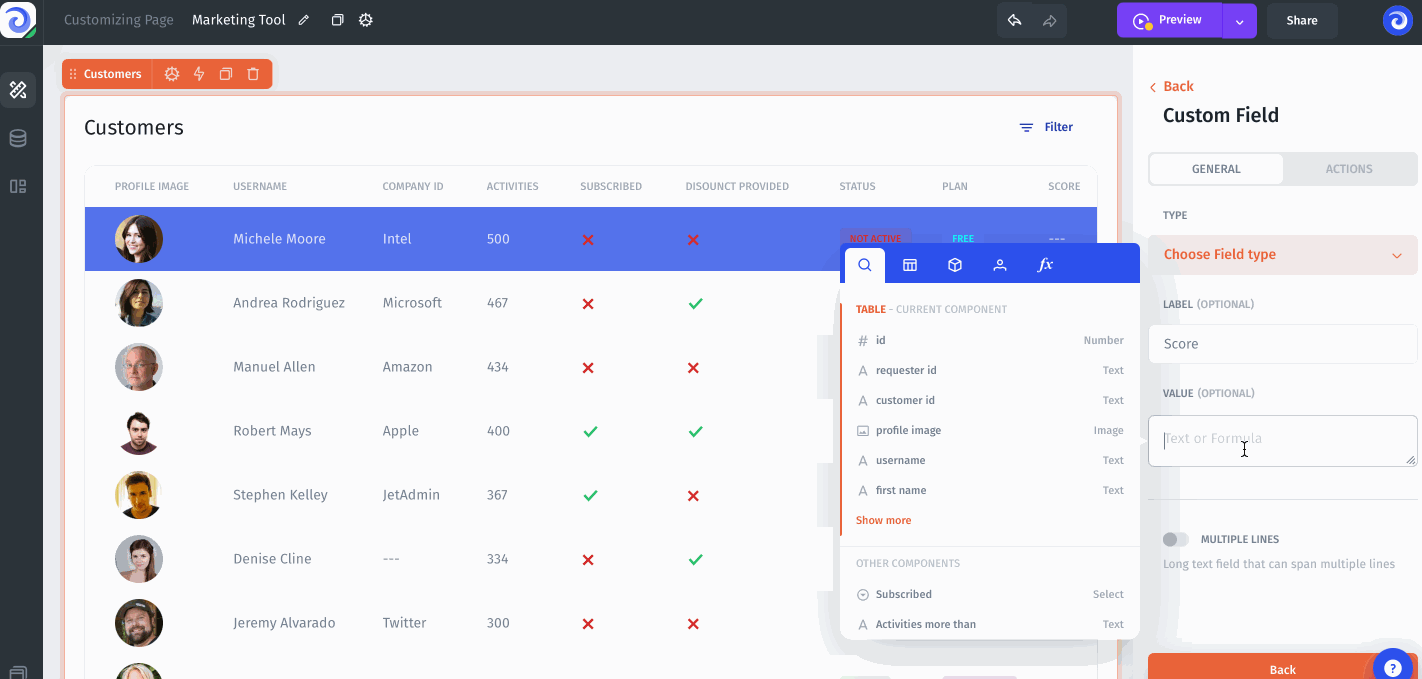 Customizing Page Marketing Tool Preview Share
Customers
Customers Filter
PROFILE IMAGE USERNAME COMPANY ID ACTIVITIES SUBSCRIBED DISOUNT PROVIDED STATUS PLAN SCORE
Michele Moore Intel 500 NOT ACTIVE FREE ---
Andrea Rodriguez Microsoft 467
Manuel Allen Amazon 434
Robert Mays Apple 400
Stephen Kelley JetAdmin 367
Denise Cline --- 334
Jeremy Alvarado Twitter 300
fx
TABLE - CURRENT COMPONENT
# id Number
A requester id Text
A customer id Text
profile image Image
A username Text
A first name Text
Show more
OTHER COMPONENTS
Subscribed Select
A Activities more than Text
Back
Custom Field
GENERAL ACTIONS
TYPE
Choose Field type
LABEL (OPTIONAL)
Score
VALUE (OPTIONAL)
Text or Formula
MULTIPLE LINES
Long text field that can span multiple lines
Back ?